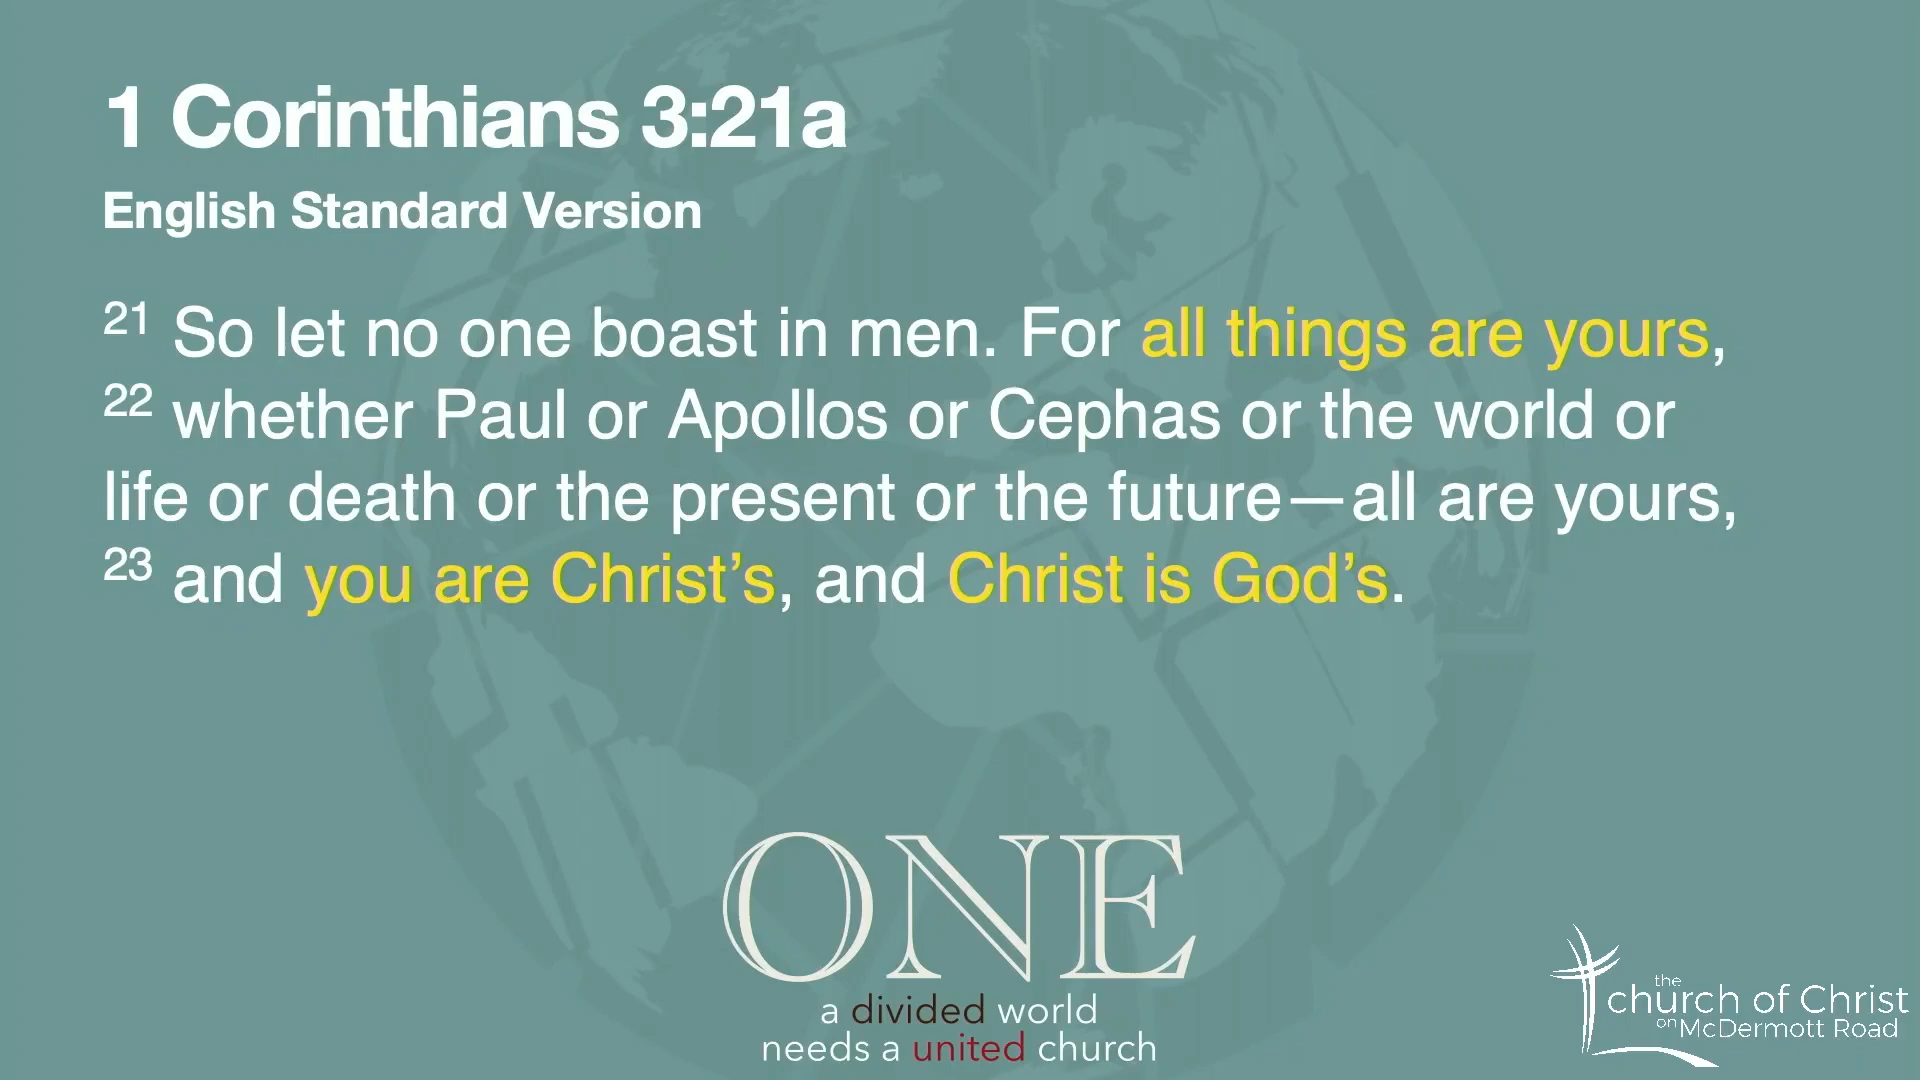 1 Corinthians 3:21a
English Standard Version
21 So let no one boast in men. For all things are yours,
22 whether Paul or Apollos or Cephas or the world or
life or death or the present or the future—all are yours,
23 and you are Christ’s, and Christ is God’s.
ONE
a divided world
needs a united church
the
church of Christ
on McDermott Road